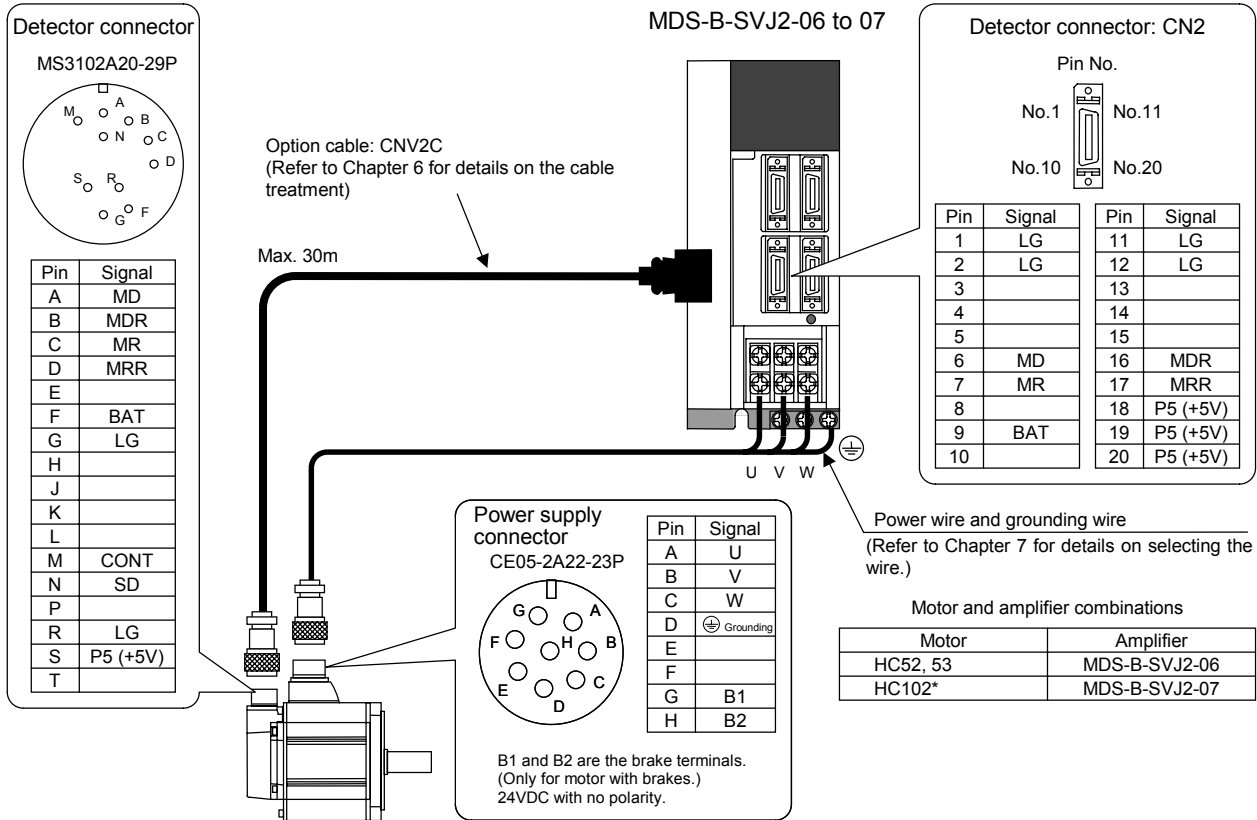 Detector connector
MS3102A20-29P
A
M
B
N
C
D
S
R
G
F
Pin Signal
A MD
B MDR
C MR
D MRR
E
F BAT
G LG
H
J
K
L
M CONT
N SD
P
R LG
S P5 (+5V)
T
Option cable: CNV2C
(Refer to Chapter 6 for details on the cable
treatment)
Max. 30m
MDS-B-SVJ2-06 to 07
U V W
Detector connector: CN2
Pin No.
No.1 No.11
No.10 No.20
Pin Signal Pin Signal
1 LG 11 LG
2 LG 12 LG
3 13
4 14
5 15
6 MD 16 MDR
7 MR 17 MRR
8 18 P5 (+5V)
9 BAT 19 P5 (+5V)
10 20 P5 (+5V)
Power wire and grounding wire
(Refer to Chapter 7 for details on selecting the
wire.)
Power supply
connector
CE05-2A22-23P
G A
F H B
E C
D
Pin Signal
A U
B V
C W
D Grounding
E
F
G B1
H B2
B1 and B2 are the brake terminals.
(Only for motor with brakes.)
24VDC with no polarity.
Motor and amplifier combinations
Motor Amplifier
HC52, 53 MDS-B-SVJ2-06
HC102* MDS-B-SVJ2-07